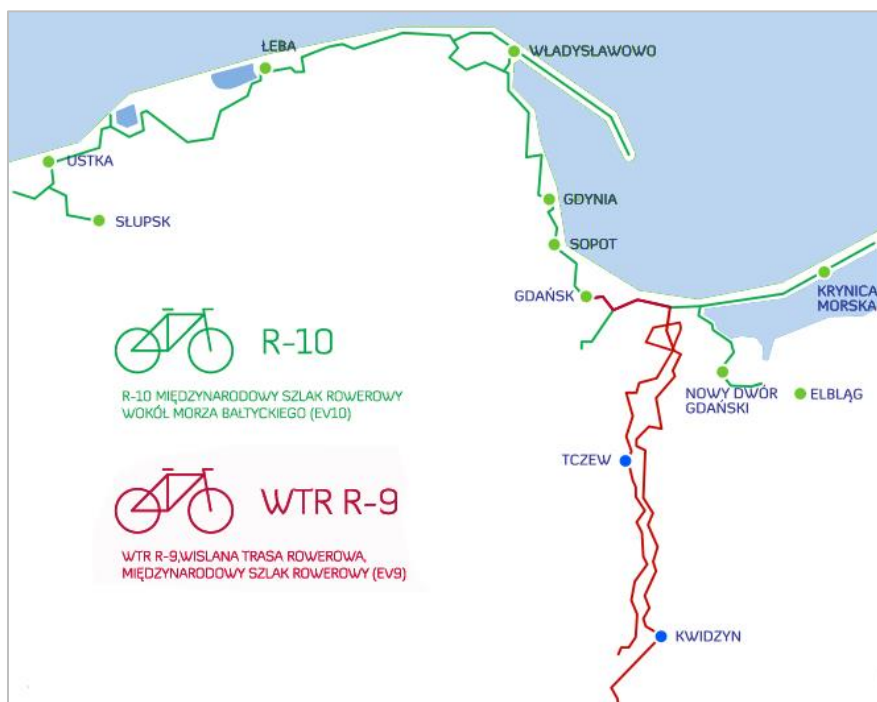 ŁEBA
WŁADYSŁAWOWO
USTKA
SŁUPSK
GDYNIA
SOPOT
GDAŃSK
KRYNICA
MORSKA
R-10
R-10 MIĘDZYNARODOWY SZLAK ROWEROWY
WOKÓŁ MORZA BAŁTYCKIEGO (EV10)
NOWY DWÓR
GDAŃSKI
ELBLĄG
TCZEW
WTR R-9
WTR R-9,WISLANA TRASA ROWEROWA,
MIĘDZYNARODOWY SZLAK ROWEROWY (EV9)
KWIDZYN